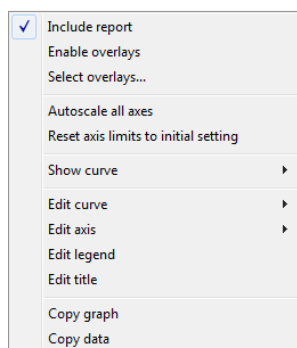 Include report
Enable overlays
Select overlays...
Autoscale all axes
Reset axis limits to initial setting
Show curve
Edit curve
Edit axis
Edit legend
Edit title
Copy graph
Copy data